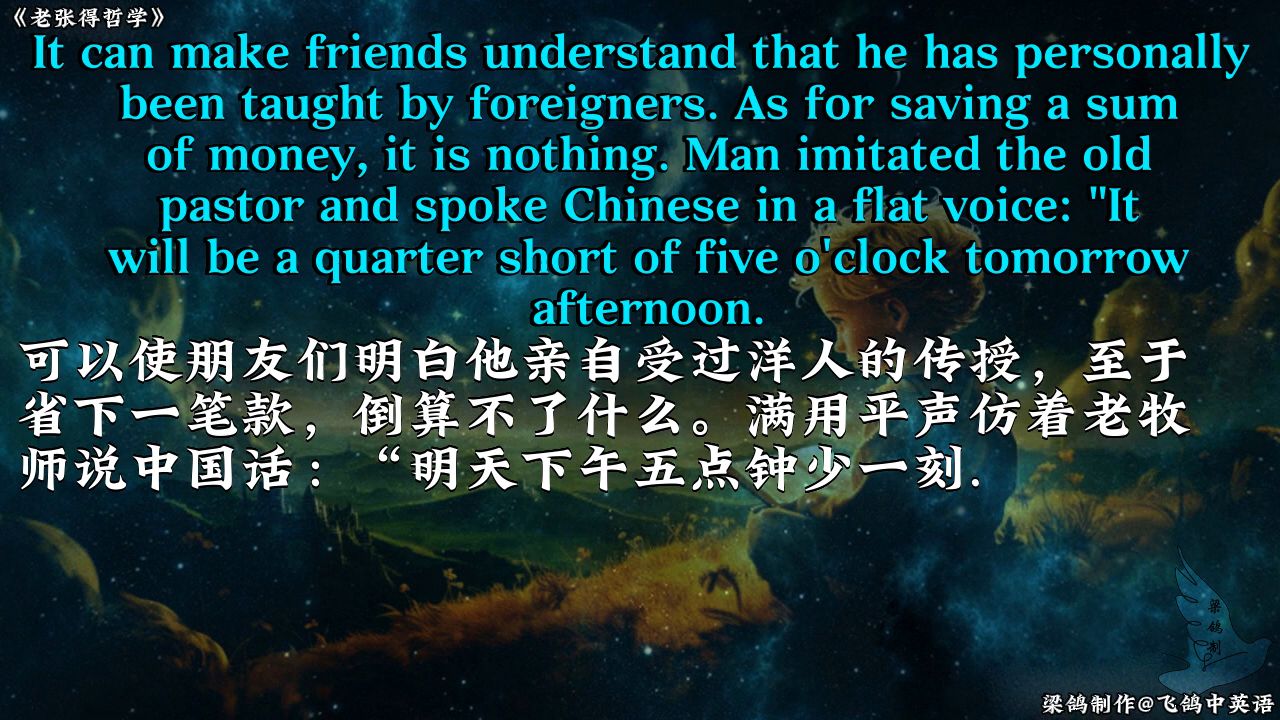 《老张得哲学》
It can make friends understand that he has personally
been taught by foreigners. As for saving a sum
of money, it is nothing. Man imitated the old
pastor and spoke Chinese in a flat voice: "It
will be a quarter short of five o'clock tomorrow
afternoon.
可以使朋友们明白他亲自受过洋人的传授，至于
省下一笔款，倒算不了什么。满用平声仿着老牧
师说中国话：“明天下午五点钟少一刻.
梁鸽制
梁鸽制作@飞鸽中英语